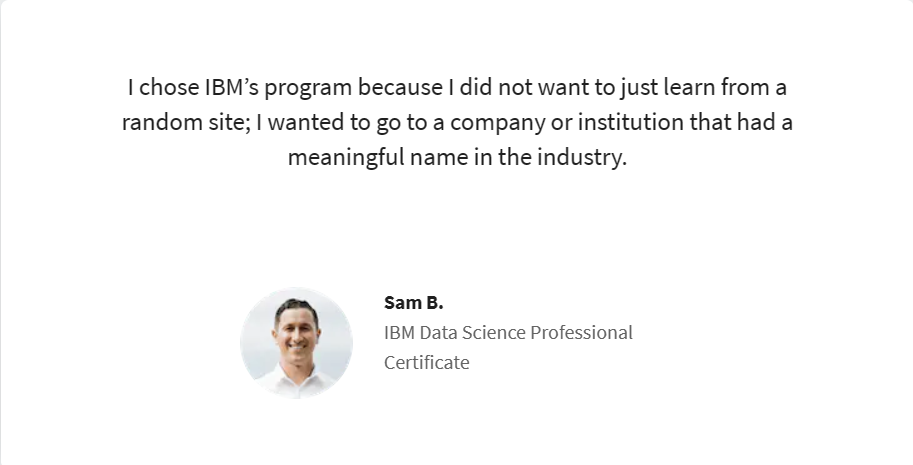 I chose IBM’s program because I did not want to just learn from a
random site; I wanted to go to a company or institution that had a
meaningful name in the industry.
Sam B.
IBM Data Science Professional
Certificate